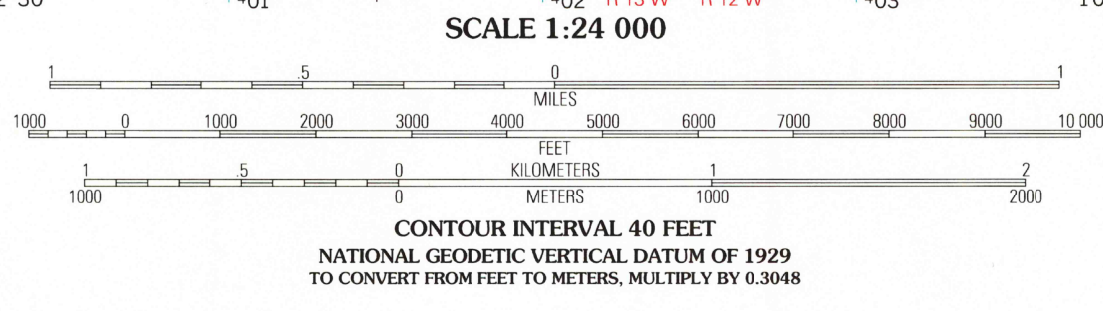 SCALE 1:24 000
1 .5 0 1
MILES
1000 0 1000 2000 3000 4000 5000 6000 7000 8000 9000 10 000
FEET
1 .5 0 KILOMETERS 1 2
1000 0 METERS 1000 2000
CONTOUR INTERVAL 40 FEET
NATIONAL GEODETIC VERTICAL DATUM OF 1929
TO CONVERT FROM FEET TO METERS, MULTIPLY BY 0.3048